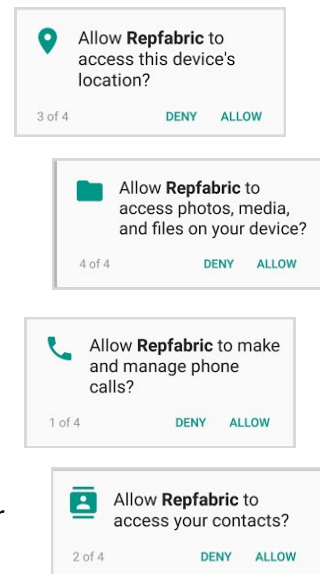 Allow Repfabric to
access this device's
location?
3 of 4 DENY ALLOW
Allow Repfabric to
access photos, media,
and files on your device?
4 of 4 DENY ALLOW
Allow Repfabric to make
and manage phone
calls?
1 of 4 DENY ALLOW
r
Allow Repfabric to
access your contacts?
2 of 4 DENY ALLOW